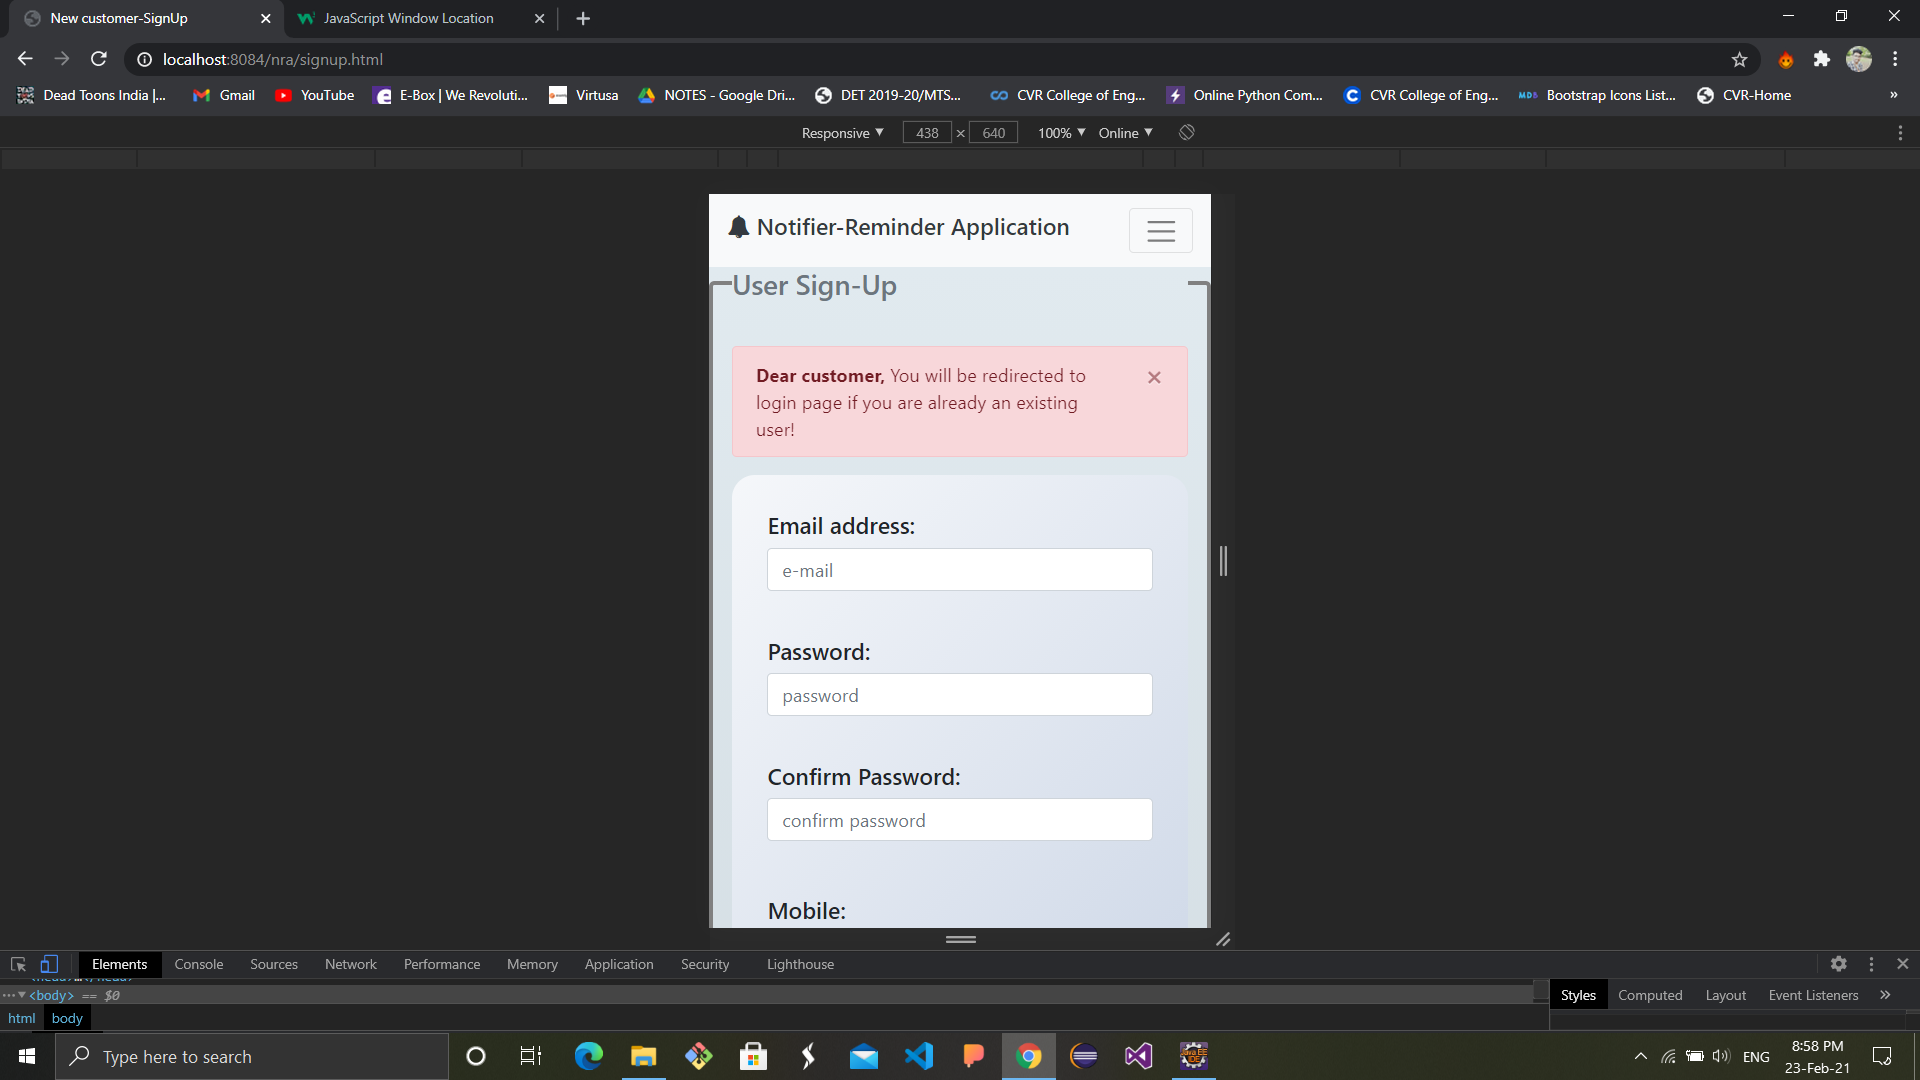 New customer-SignUp
JavaScript Window Location
localhost:8084/nra/signup.html
Dead Toons India |...
Gmail
YouTube
E-Box | We Revoluti...
Virtusa
NOTES - Google Dri...
DET 2019-20/MTS...
CVR College of Eng...
Online Python Com...
CVR College of Eng...
MDB
Bootstrap Icons List...
CVR-Home
»
Responsive ▼
438 × 640
100% ▼
Online ▼
Notifier-Reminder Application
User Sign-Up
Dear customer, You will be redirected to
login page if you are already an existing
user!
×
Email address:
e-mail
Password:
password
Confirm Password:
confirm password
Mobile:
Elements
Console
Sources
Network
Performance
Memory
Application
Security
Lighthouse
···▼<body> == $0
Styles
Computed
Layout
Event Listeners
»
html
body
Type here to search
ENG
8:58 PM
23-Feb-21